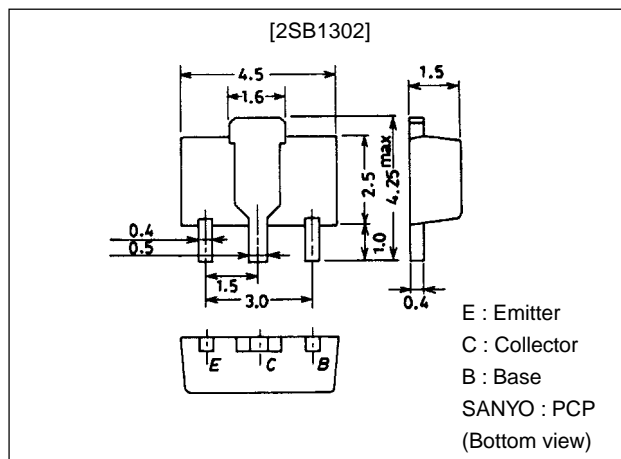 [2SB1302]
4.5
1.6
1.5
2.5
4.25max
1.0
0.4
0.5
1.5
3.0
0.4
E
C
B
E : Emitter
C : Collector
B : Base
SANYO : PCP
(Bottom view)